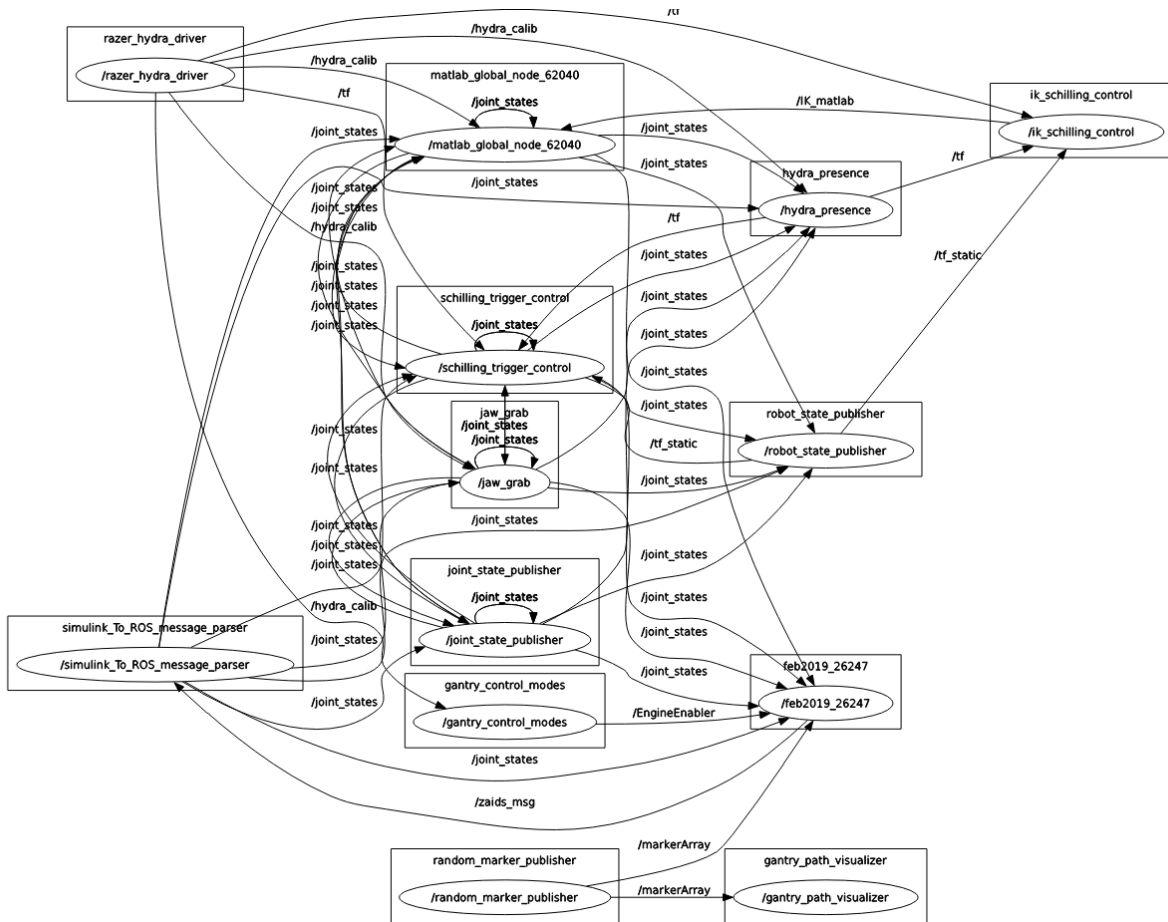 /tf
razer_hydra_driver
/hydra_calib
/razer_hydra_driver
/hydra_calib
matlab_global_node_62040
/tf
/joint_states
/IK_matlab
ik_schilling_control
/ik_schilling_control
/joint_states
/matlab_global_node_62040
/joint_states
/joint_states
/tf
hydra_presence
/joint_states
/joint_states
/joint_states
/hydra_presence
/hydra_calib
/tf
/tf_static
/joint_states
/joint_states
/joint_states
/joint_states
/joint_states
schilling_trigger_control
/joint_states
/joint_states
/joint_states
/schilling_trigger_control
/joint_states
/joint_states
jaw_grab
robot_state_publisher
/joint_states
/joint_states
/joint_states
/tf_static
/robot_state_publisher
/joint_states
/jaw_grab
/joint_states
/joint_states
/joint_states
/joint_states
/joint_states
/joint_states
joint_state_publisher
/joint_states
/hydra_calib
/joint_states
simulink_To_ROS_message_parser
/joint_states
/joint_state_publisher
/joint_states
/simulink_To_ROS_message_parser
/joint_states
feb2019_26247
gantry_control_modes
/joint_states
/feb2019_26247
/gantry_control_modes
/EngineEnabler
/joint_states
/zaids_msg
/markerArray
random_marker_publisher
gantry_path_visualizer
/random_marker_publisher
/markerArray
/gantry_path_visualizer